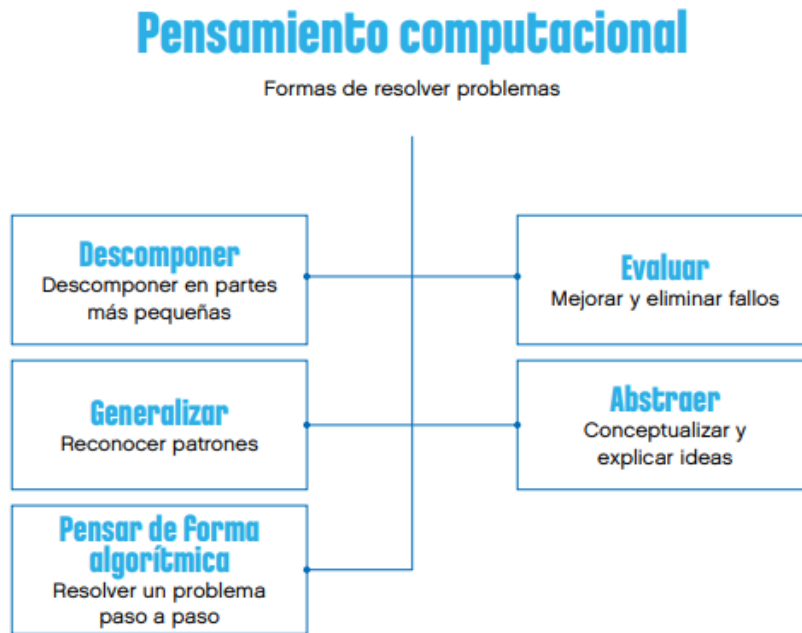 Pensamiento computacional
Formas de resolver problemas
Descomponer
Descomponer en partes
más pequeñas
Evaluar
Mejorar y eliminar fallos
Generalizar
Reconocer patrones
Abstraer
Conceptualizar y
explicar ideas
Pensar de forma
algorítmica
Resolver un problema
paso a paso